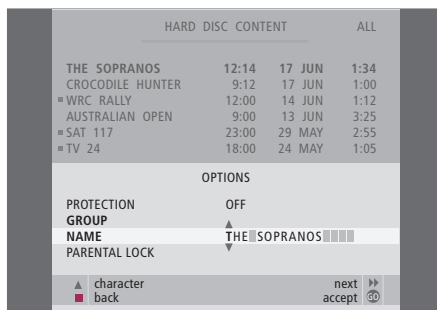 HARD DISC CONTENT ALL
THE SOPRANOS 12:14 17 JUN 1:34
CROCODILE HUNTER 9:12 17 JUN 1:00
WRC RALLY 12:00 14 JUN 1:12
AUSTRALIAN OPEN 9:00 13 JUN 3:25
SAT 117 23:00 29 MAY 2:55
TV 24 18:00 24 MAY 1:05
OPTIONS
PROTECTION OFF
GROUP
NAME THE SOPRANOS
PARENTAL LOCK
character next
back accept GO